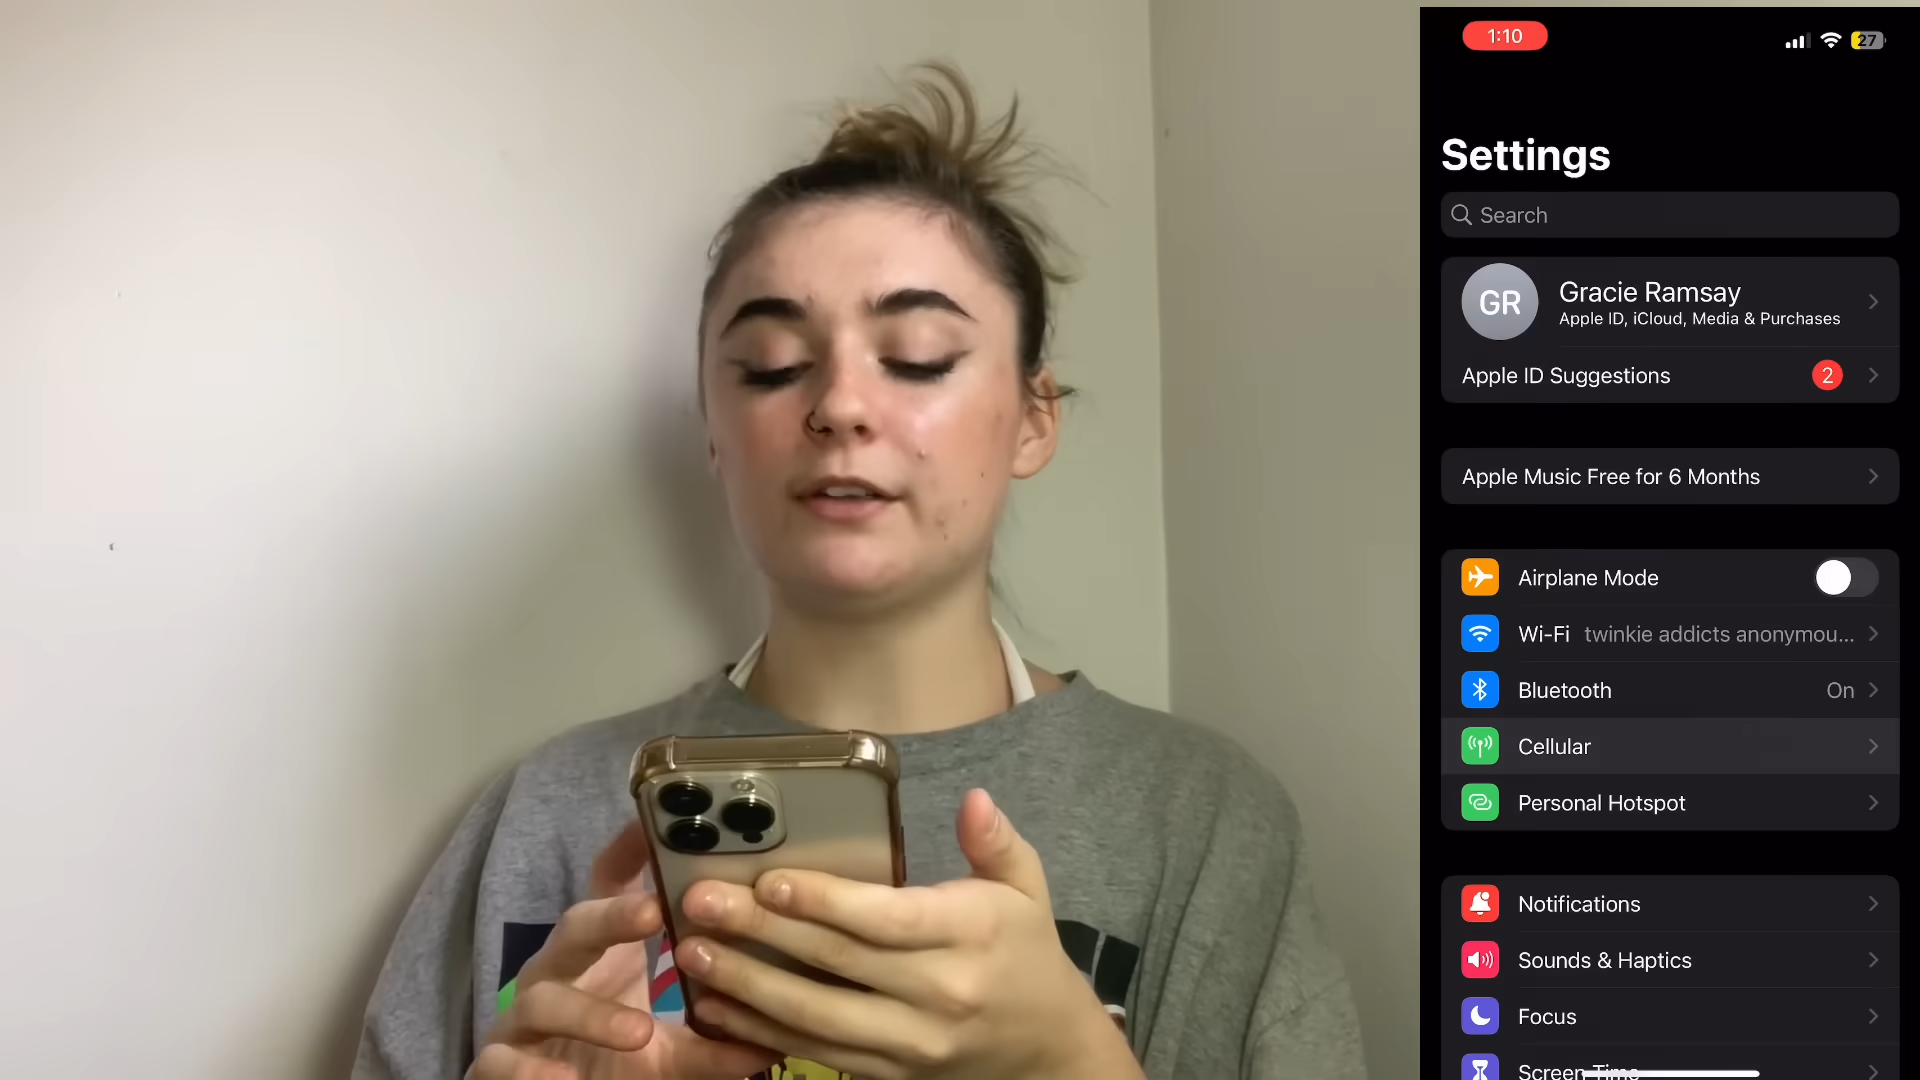 1:10
27
Settings
Search
GR
Gracie Ramsay
Apple ID, iCloud, Media & Purchases
Apple ID Suggestions
2
Apple Music Free for 6 Months
Airplane Mode
Wi-Fi twinkie addicts anonymou...
Bluetooth On
Cellular
Personal Hotspot
Notifications
Sounds & Haptics
Focus
Screen Time